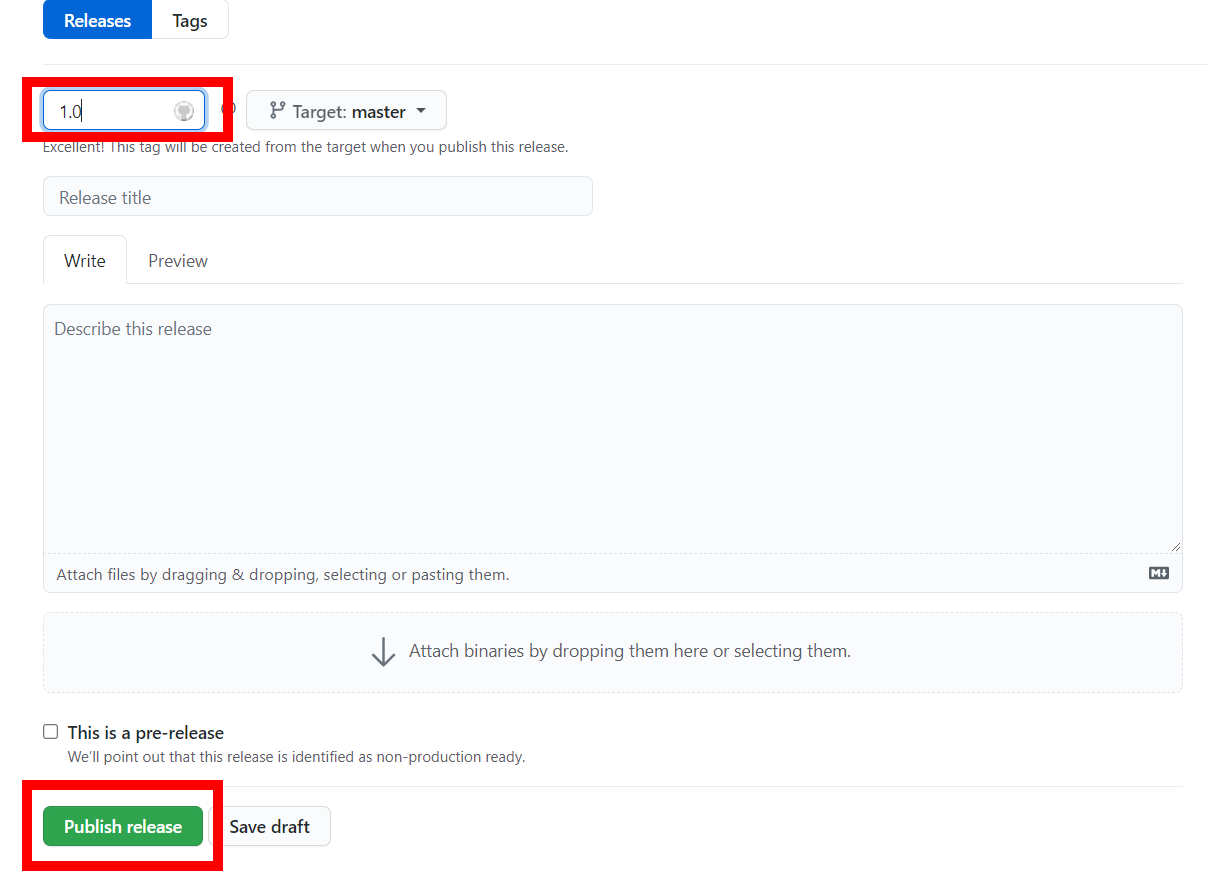 Releases Tags
1.0 Target: master
Excellent! This tag will be created from the target when you publish this release.
Release title
Write Preview
Describe this release
Attach files by dragging & dropping, selecting or pasting them.
M↓
Attach binaries by dropping them here or selecting them.
This is a pre-release
We'll point out that this release is identified as non-production ready.
Publish release Save draft